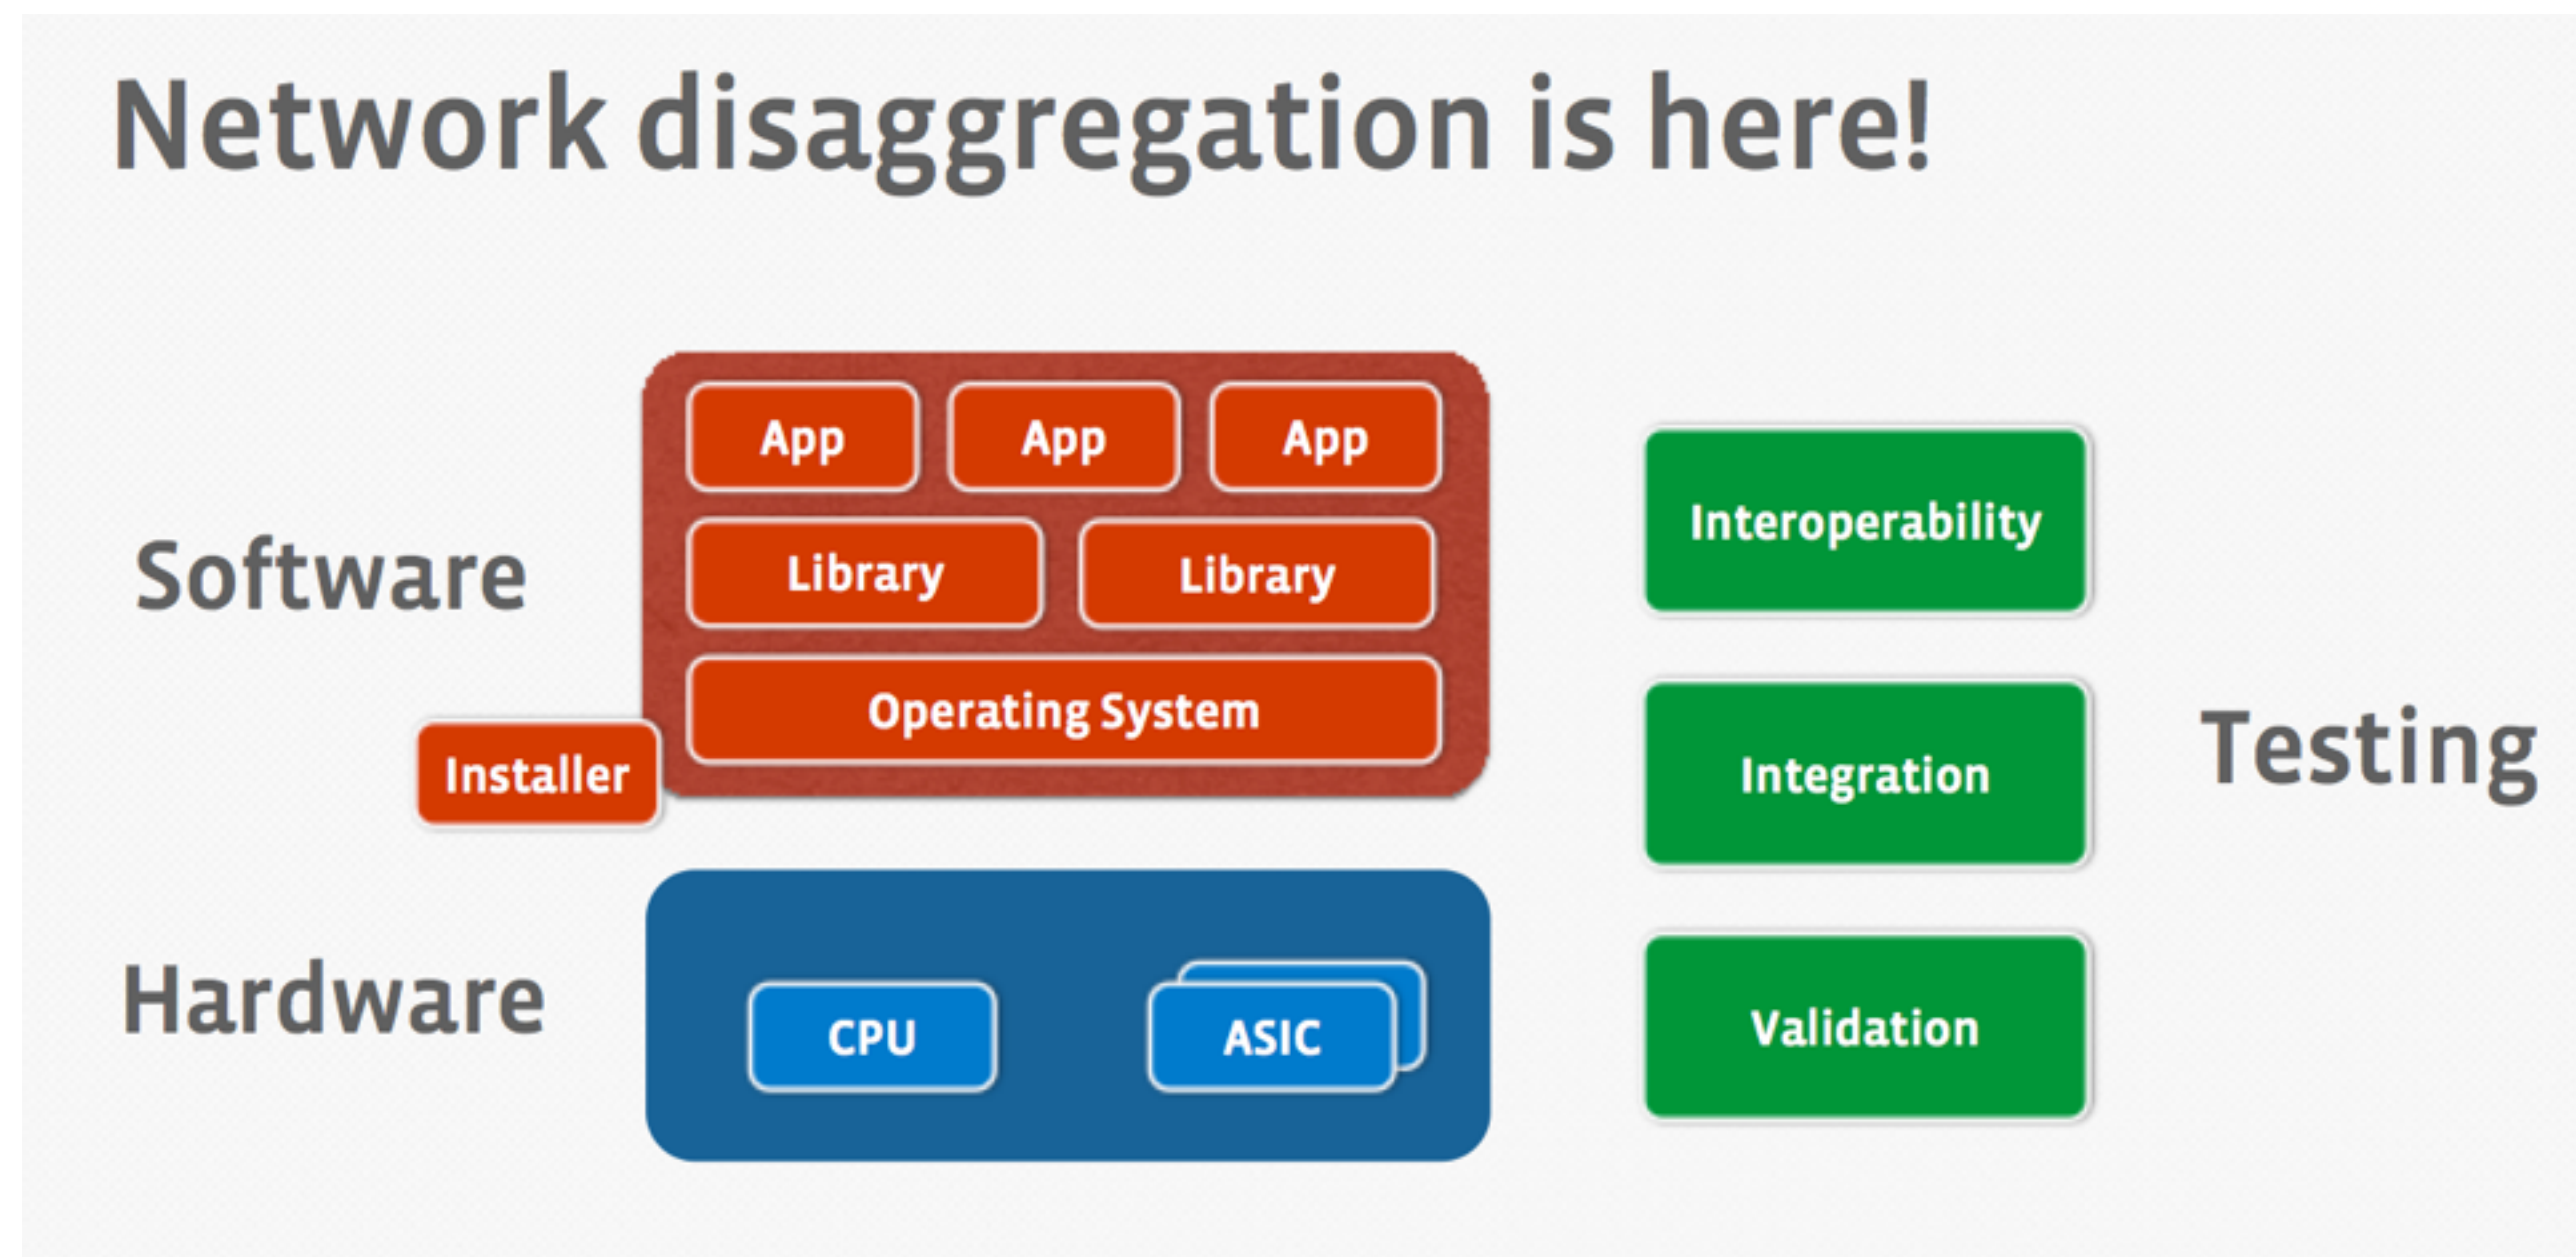 Network disaggregation is here!
Software
App App App
Library Library
Operating System
Installer
Hardware
CPU ASIC
Interoperability
Integration
Validation
Testing